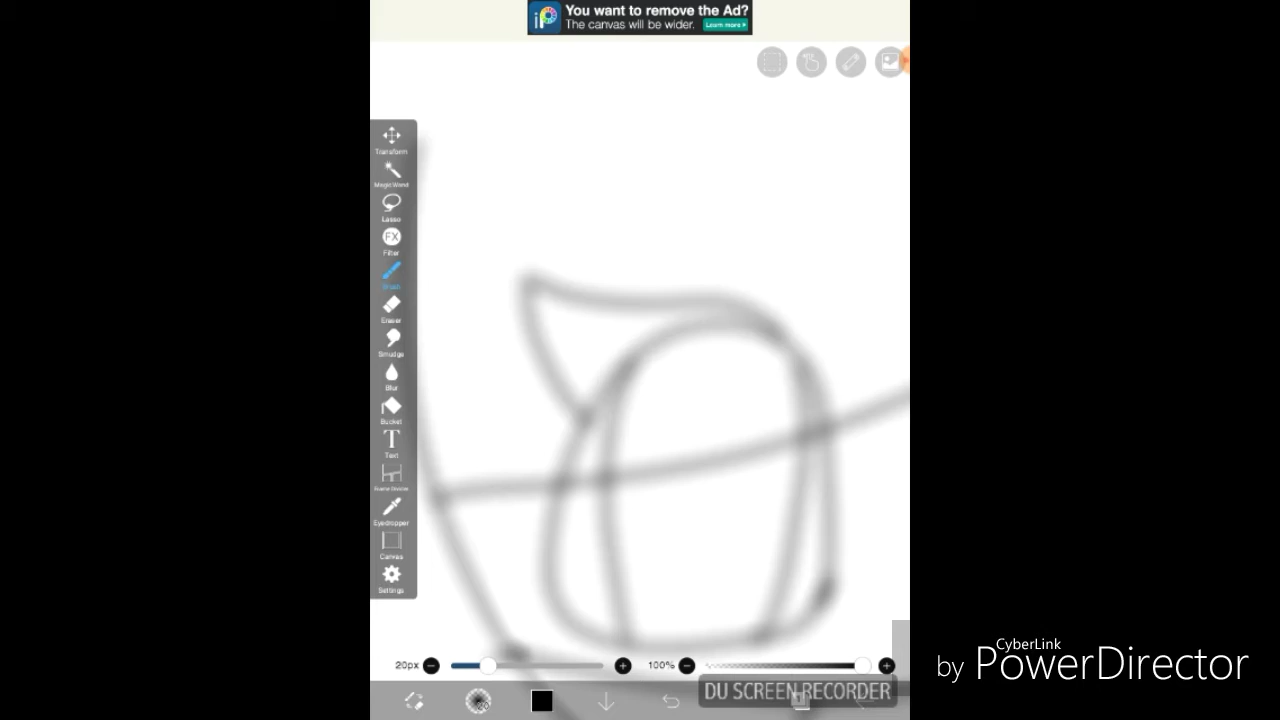 You want to remove the Ad?
The canvas will be wider.
Learn more
Transform
Magic Wand
Lasso
FX
Filter
Brush
Eraser
Smudge
Blur
Bucket
T
Text
Frame Divider
Eyedropper
Canvas
Settings
20px
100%
DU SCREEN RECORDER
CyberLink
by PowerDirector